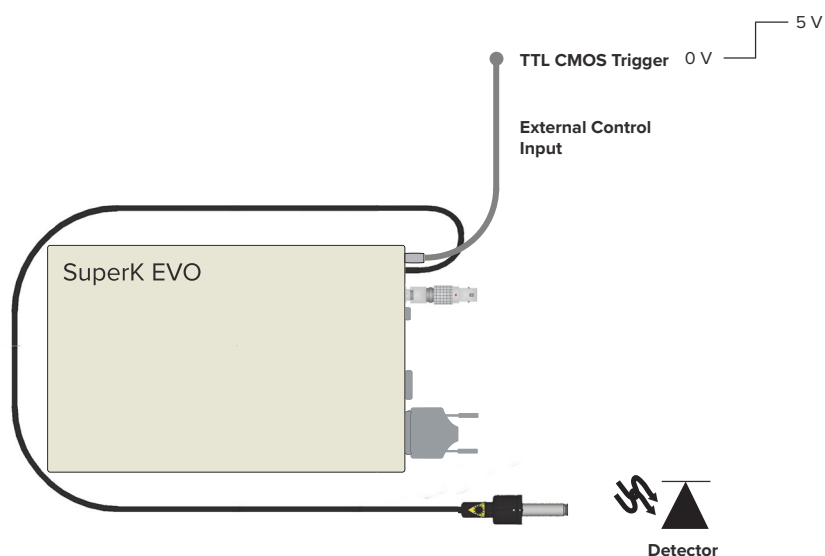 5 V
TTL CMOS Trigger 0 V
External Control
Input
SuperK EVO
Detector